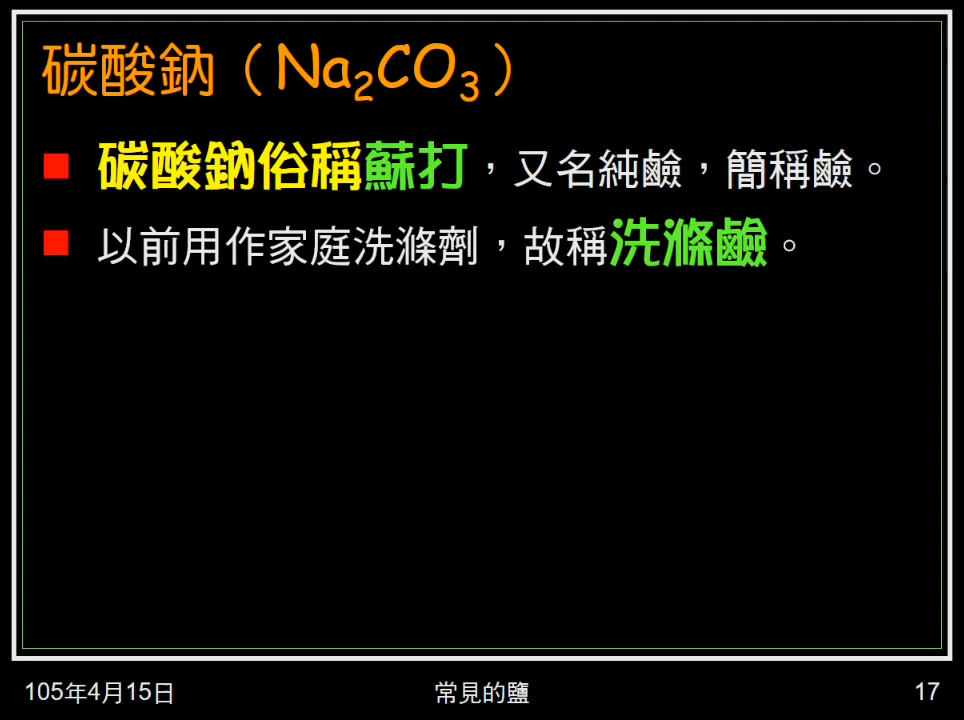 碳酸鈉（Na₂CO₃）
碳酸鈉俗稱蘇打，又名純鹼，簡稱鹼。
以前用作家庭洗滌劑，故稱洗滌鹼。
105年4月15日
常見的鹽
17